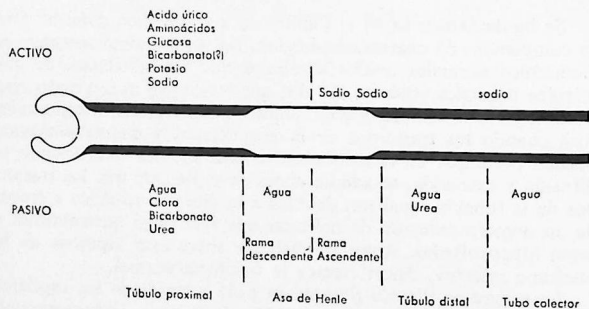 Acido úrico
Aminoácidos
Glucosa
Bicarbonato(?)
Potasio
Sodio
ACTIVO
Sodio Sodio
sodio
PASIVO
Agua
Cloro
Bicarbonato
Urea
Agua
Agua
Urea
Agua
Rama descendente
Rama Ascendente
Túbulo proximal
Asa de Henle
Túbulo distal
Tubo colector